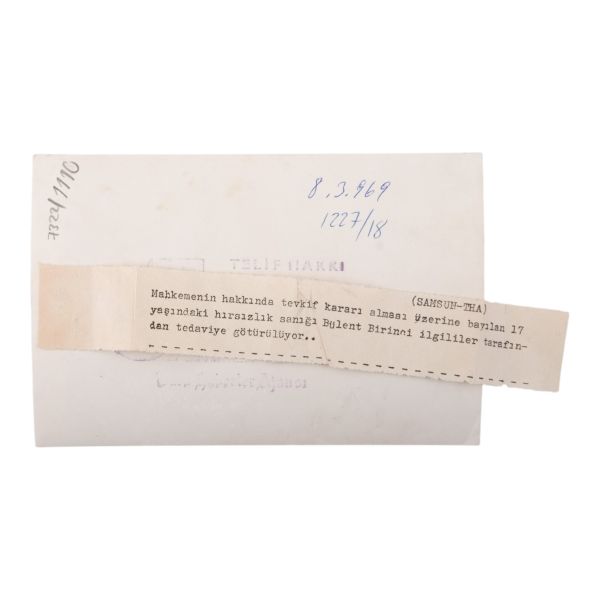 1110
8.3.969
1227/18
TELİF HAKKI
(SAMSUN-THA)
Mahkemenin hakkında tevkif kararı alması üzerine bayılan 17
yaşındaki hırsızlık sanığı Bülent Birinci ilgililer tarafın-
dan tedaviye götürülüyor..